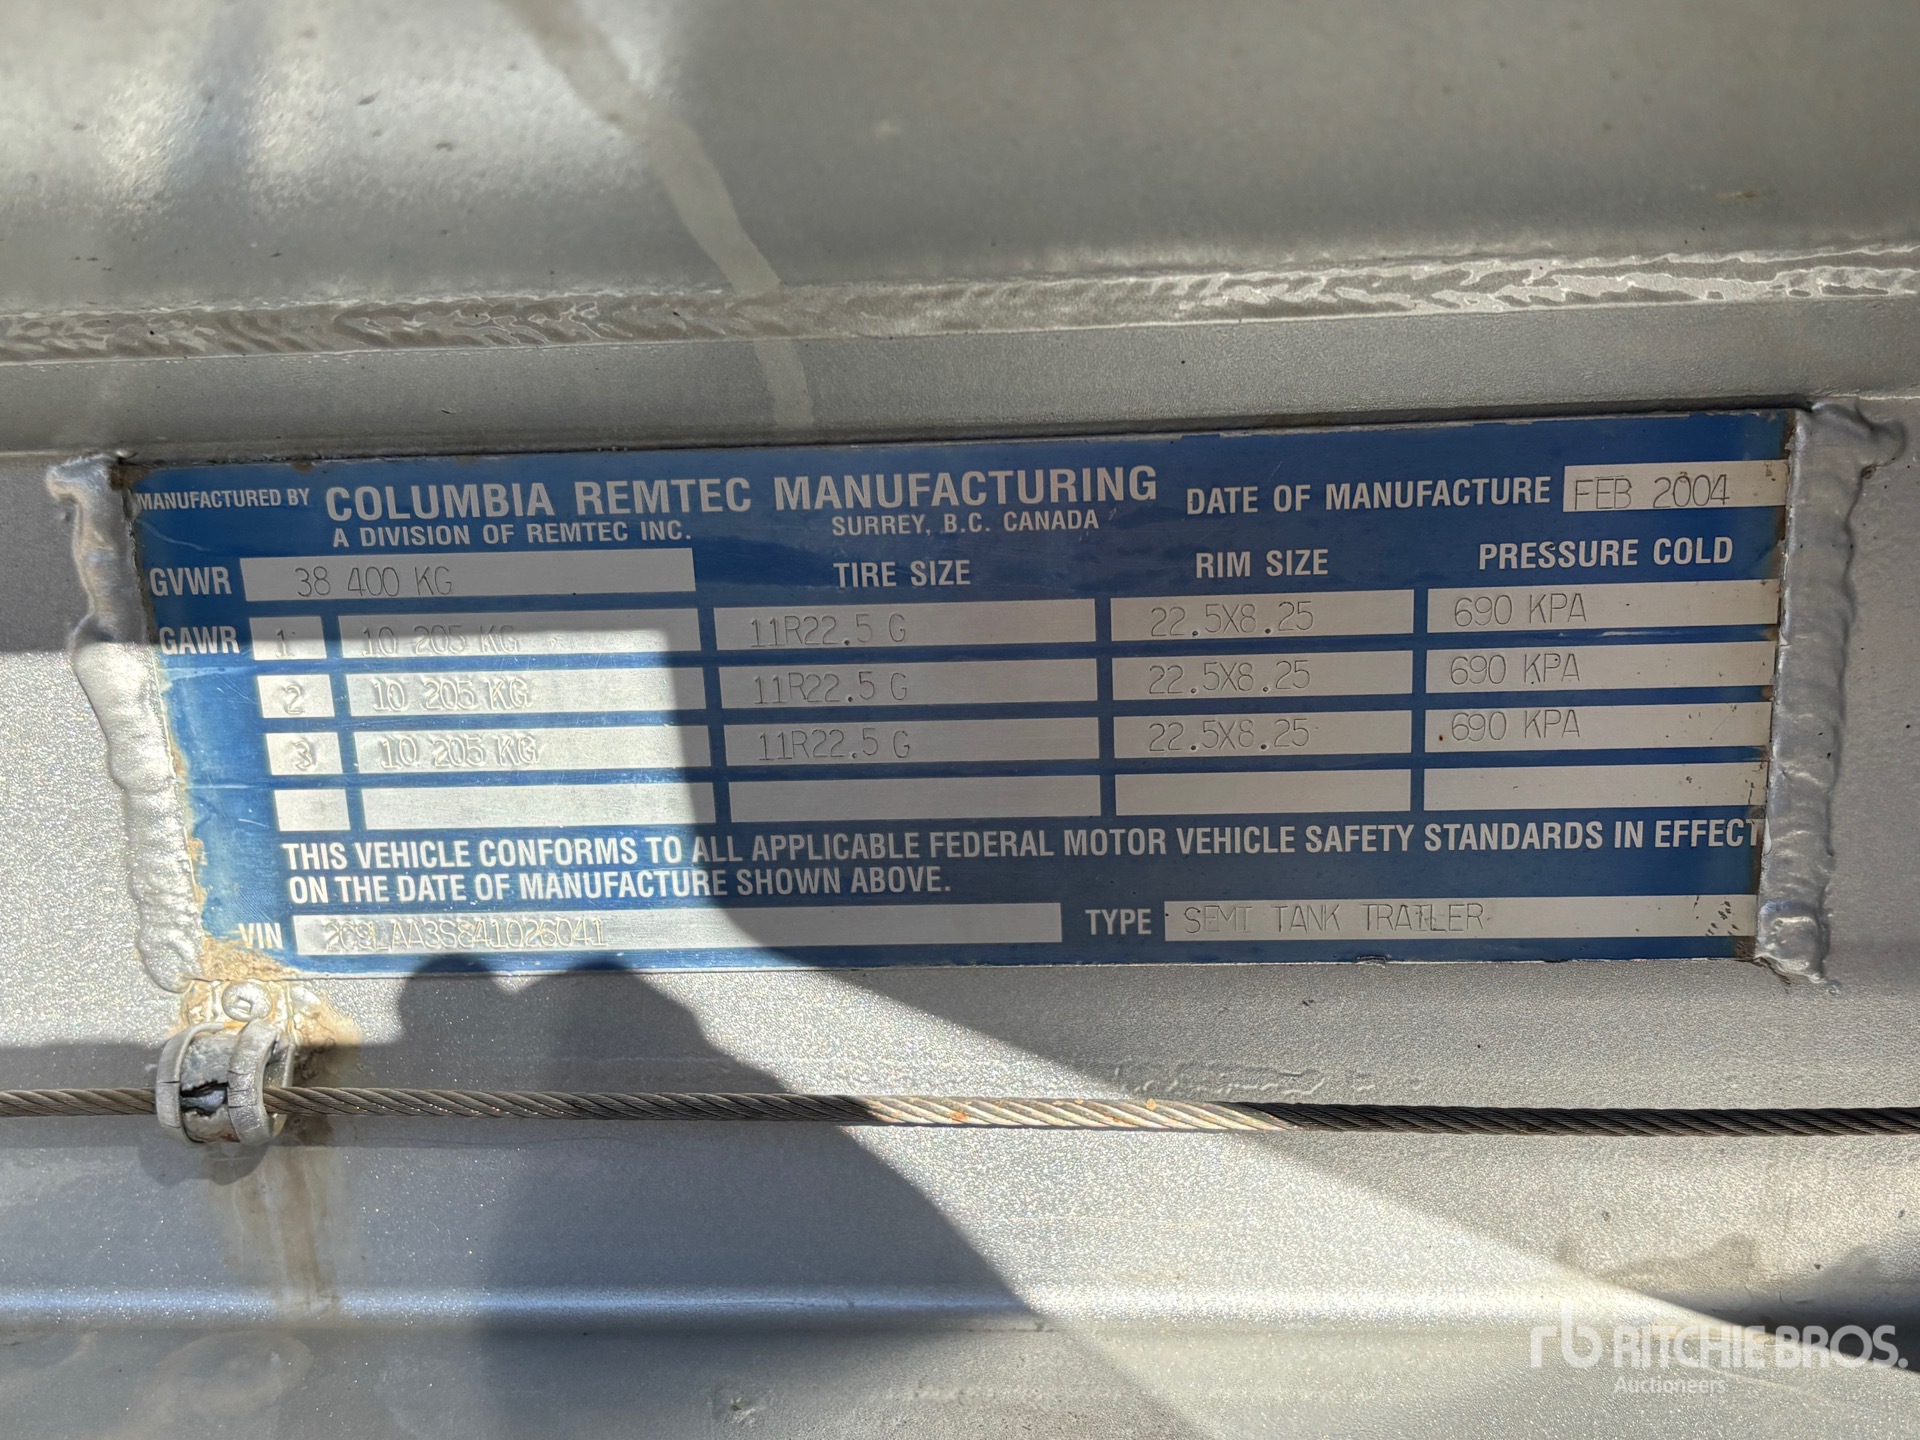 MANUFACTURED BY COLUMBIA REMTEC MANUFACTURING DATE OF MANUFACTURE FEB 2004
A DIVISION OF REMTEC INC. SURREY, B.C. CANADA
GVWR 38 400 KG TIRE SIZE RIM SIZE PRESSURE COLD
GAWR 1 10 205 KG 11R22.5 G 22.5X8.25 690 KPA
2 10 205 KG 11R22.5 G 22.5X8.25 690 KPA
3 10 205 KG 11R22.5 G 22.5X8.25 690 KPA
THIS VEHICLE CONFORMS TO ALL APPLICABLE FEDERAL MOTOR VEHICLE SAFETY STANDARDS IN EFFECT
ON THE DATE OF MANUFACTURE SHOWN ABOVE.
VIN 2C9LAA3S841026041 TYPE SEMI TANK TRAILER
rb RITCHIE BROS.
Auctioneers